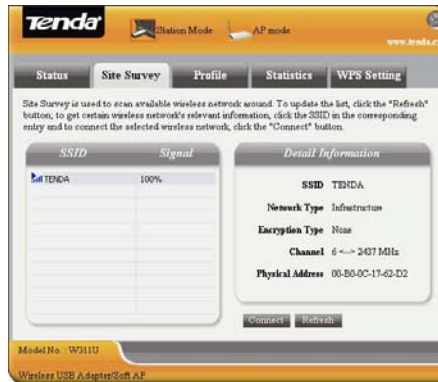 Tenda
Station Mode
AP mode
www.tenda.c
Status
Site Survey
Profile
Statistics
WPS Setting
Site Survey is used to scan available wireless network around. To update the list, click the "Refresh"
button; to get certain wireless network's relevant information, click the SSID in the corresponding
entry and to connect the selected wireless network, click the "Connect" button.
SSID Signal
TENDA 100%
Detail Information
SSID TENDA
Network Type Infrastructure
Encryption Type None
Channel 6 <--> 2437 MHz
Physical Address 00-B0-0C-17-62-D2
Connect Refresh
Model No.: W311U
Wireless USB Adapter/Soft AP